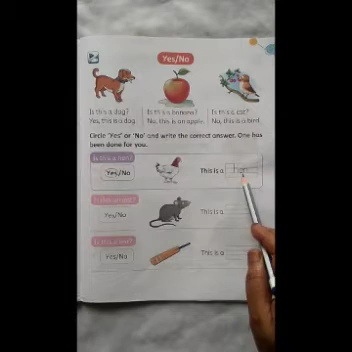 Yes/No
Is this a dog? Is this a banana? Is this a cat?
Yes, this is a dog. No, this is an apple. No, this is a bird.
Circle 'Yes' or 'No' and write the correct answer. One has
been done for you.
Is this a hen?
Yes/No This is a hen
Yes/No This is a
Yes/No This is a